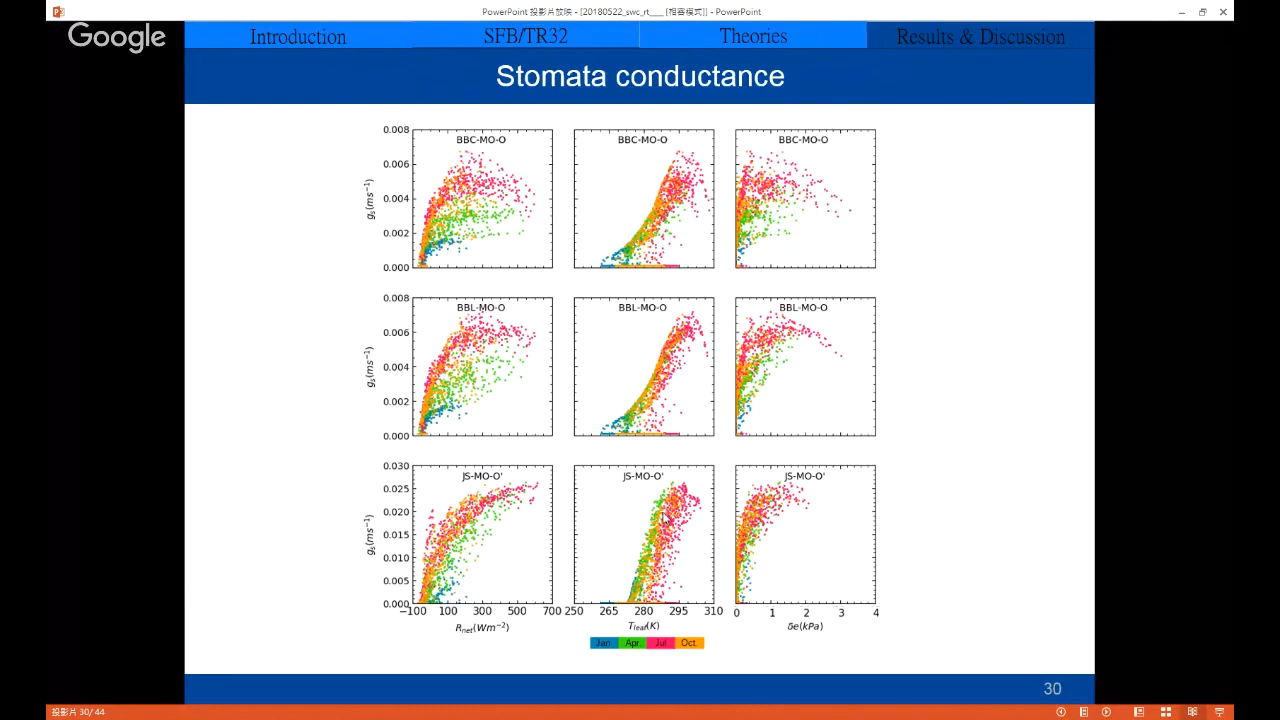 PowerPoint 投影片放映 - [20180522_swc_rt___ [相容模式]] - PowerPoint
Google
Introduction SFB/TR32 Theories Results & Discussion
Stomata conductance
0.008
BBC-MO-O BBC-MO-O BBC-MO-O
0.006
0.004
gs(ms−1)
0.002
0.000
0.008
BBL-MO-O BBL-MO-O BBL-MO-O
0.006
0.004
gs(ms−1)
0.002
0.000
0.030
JS-MO-O' JS-MO-O' JS-MO-O'
0.025
0.020
0.015
gs(ms−1)
0.010
0.005
0.000
−100 100 300 500 700 250 265 280 295 310 0 1 2 3 4
Rnet(Wm−2) Tleaf(K) δe(kPa)
Jan. Apr. Jul Oct.
30
投影片 30/ 44